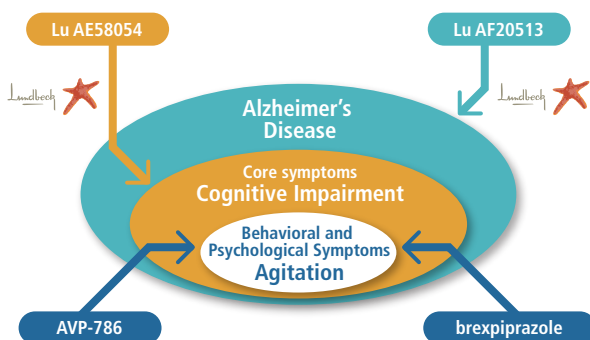 Lu AE58054
Lu AF20513
Lundbeck
Lundbeck
Alzheimer's
Disease
Core symptoms
Cognitive Impairment
Behavioral and
Psychological Symptoms
Agitation
AVP-786
brexpiprazole